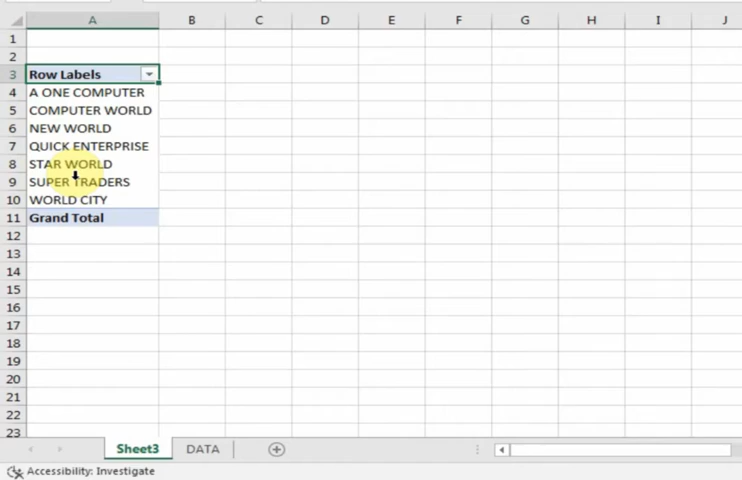 A B C D E F G H I J
1
2
3 Row Labels
4 A ONE COMPUTER
5 COMPUTER WORLD
6 NEW WORLD
7 QUICK ENTERPRISE
8 STAR WORLD
9 SUPER TRADERS
10 WORLD CITY
11 Grand Total
12
13
14
15
16
17
18
19
20
21
22
23
Sheet3 DATA
Accessibility: Investigate